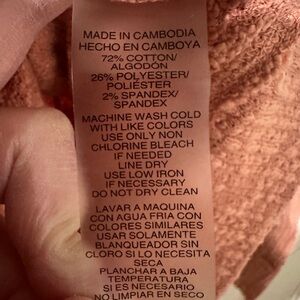 MADE IN CAMBODIA
HECHO EN CAMBOYA
72% COTTON/
ALGODÓN
26% POLYESTER/
POLIÉSTER
2% SPANDEX/
SPANDEX
MACHINE WASH COLD
WITH LIKE COLORS
USE ONLY NON
CHLORINE BLEACH
IF NEEDED
LINE DRY
USE LOW IRON
IF NECESSARY
DO NOT DRY CLEAN
LAVAR A MAQUINA
CON AGUA FRIA CON
COLORES SIMILARES
USAR SOLAMENTE
BLANQUEADOR SIN
CLORO SI LO NECESITA
SECA
PLANCHAR A BAJA
TEMPERATURA
SI ES NECESARIO
NO LIMPIAR EN SECO